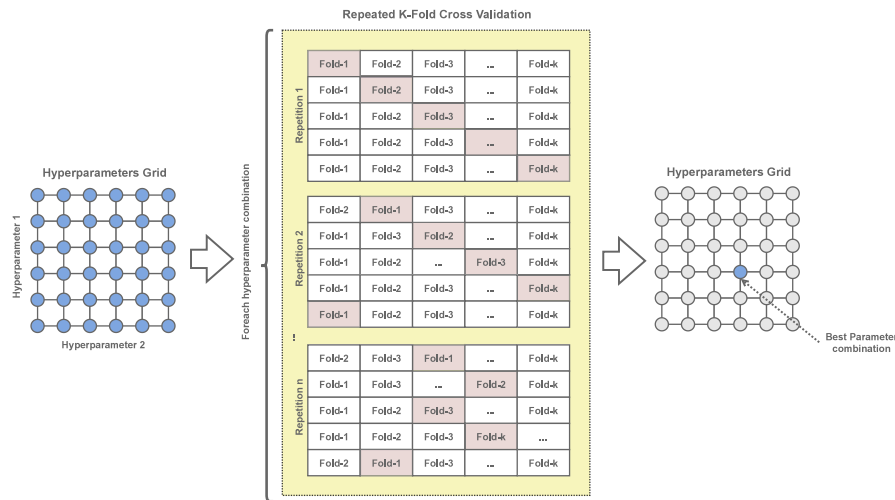 Repeated K-Fold Cross Validation
Hyperparameters Grid
Hyperparameter 1
Hyperparameter 2
Foreach hyperparameter combination
Repetition 1
Fold-1 Fold-2 Fold-3 ... Fold-k
Fold-1 Fold-2 Fold-3 ... Fold-k
Fold-1 Fold-2 Fold-3 ... Fold-k
Fold-1 Fold-2 Fold-3 ... Fold-k
Fold-1 Fold-2 Fold-3 ... Fold-k
Repetition 2
Fold-2 Fold-1 Fold-3 ... Fold-k
Fold-1 Fold-3 Fold-2 ... Fold-k
Fold-1 Fold-2 ... Fold-3 Fold-k
Fold-1 Fold-2 Fold-3 ... Fold-k
Fold-1 Fold-2 Fold-3 ... Fold-k
Repetition n
Fold-2 Fold-3 Fold-1 ... Fold-k
Fold-1 Fold-3 ... Fold-2 Fold-k
Fold-1 Fold-2 Fold-3 ... Fold-k
Fold-1 Fold-2 Fold-3 Fold-k ...
Fold-2 Fold-1 Fold-3 ... Fold-k
Hyperparameters Grid
Best Parameter
combination